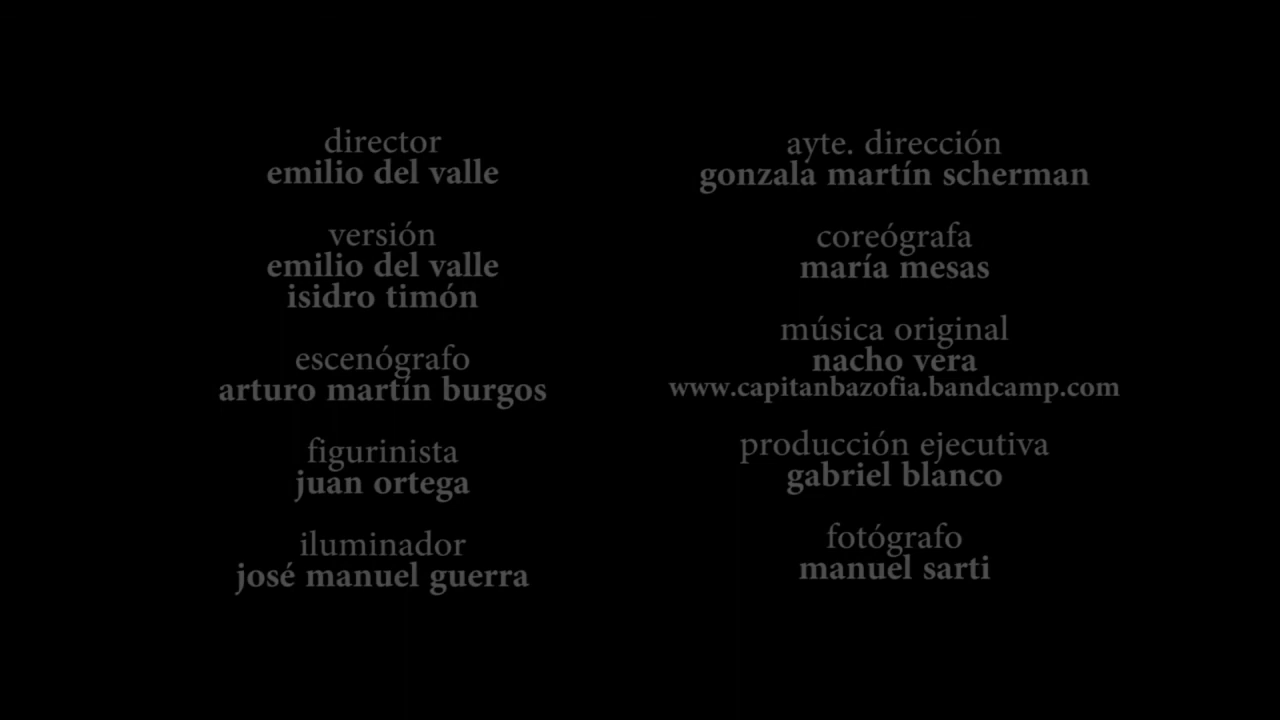 director
emilio del valle
versión
emilio del valle
isidro timón
escenógrafo
arturo martín burgos
figurinista
juan ortega
iluminador
josé manuel guerra
ayte. dirección
gonzala martín scherman
coreógrafa
maría mesas
música original
nacho vera
www.capitanbazofia.bandcamp.com
producción ejecutiva
gabriel blanco
fotógrafo
manuel sarti